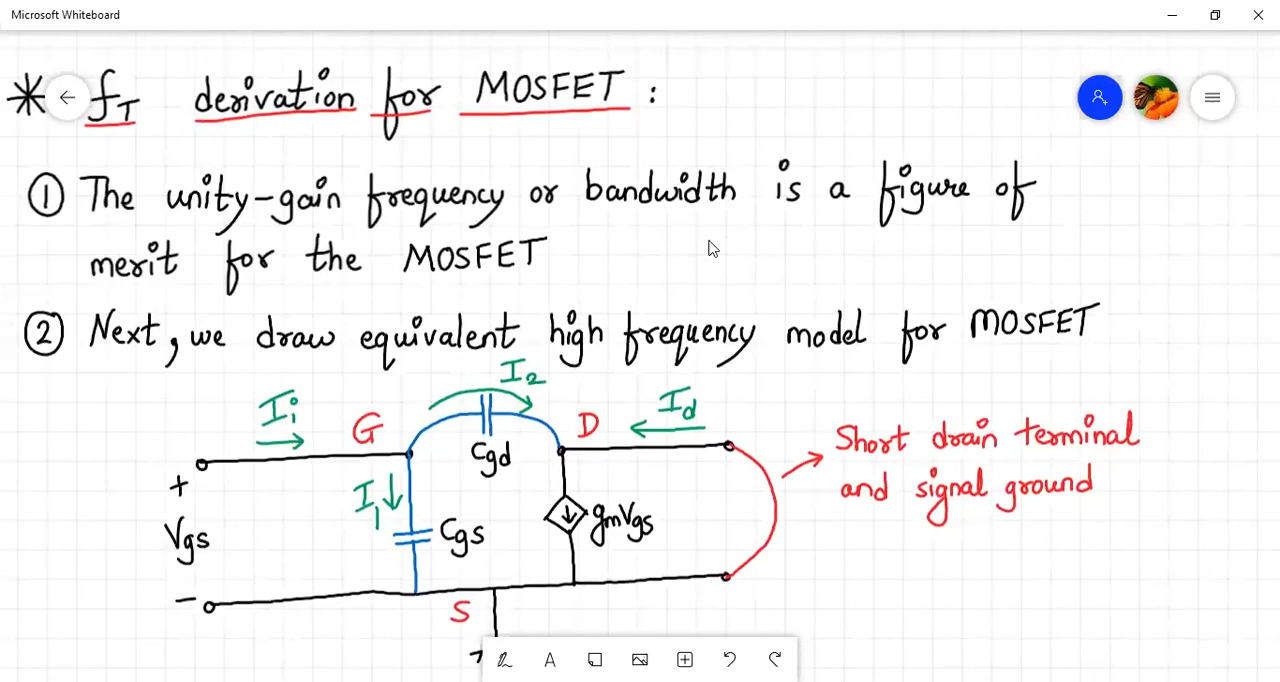 Microsoft Whiteboard
* fT derivation for MOSFET :
① The unity-gain frequency or bandwidth is a figure of
merit for the MOSFET
② Next, we draw equivalent high frequency model for MOSFET
I2
Ii
G
D
Id
Short drain terminal
and signal ground
Cgd
+
I1
Vgs
Cgs
gmVgs
−
S
A